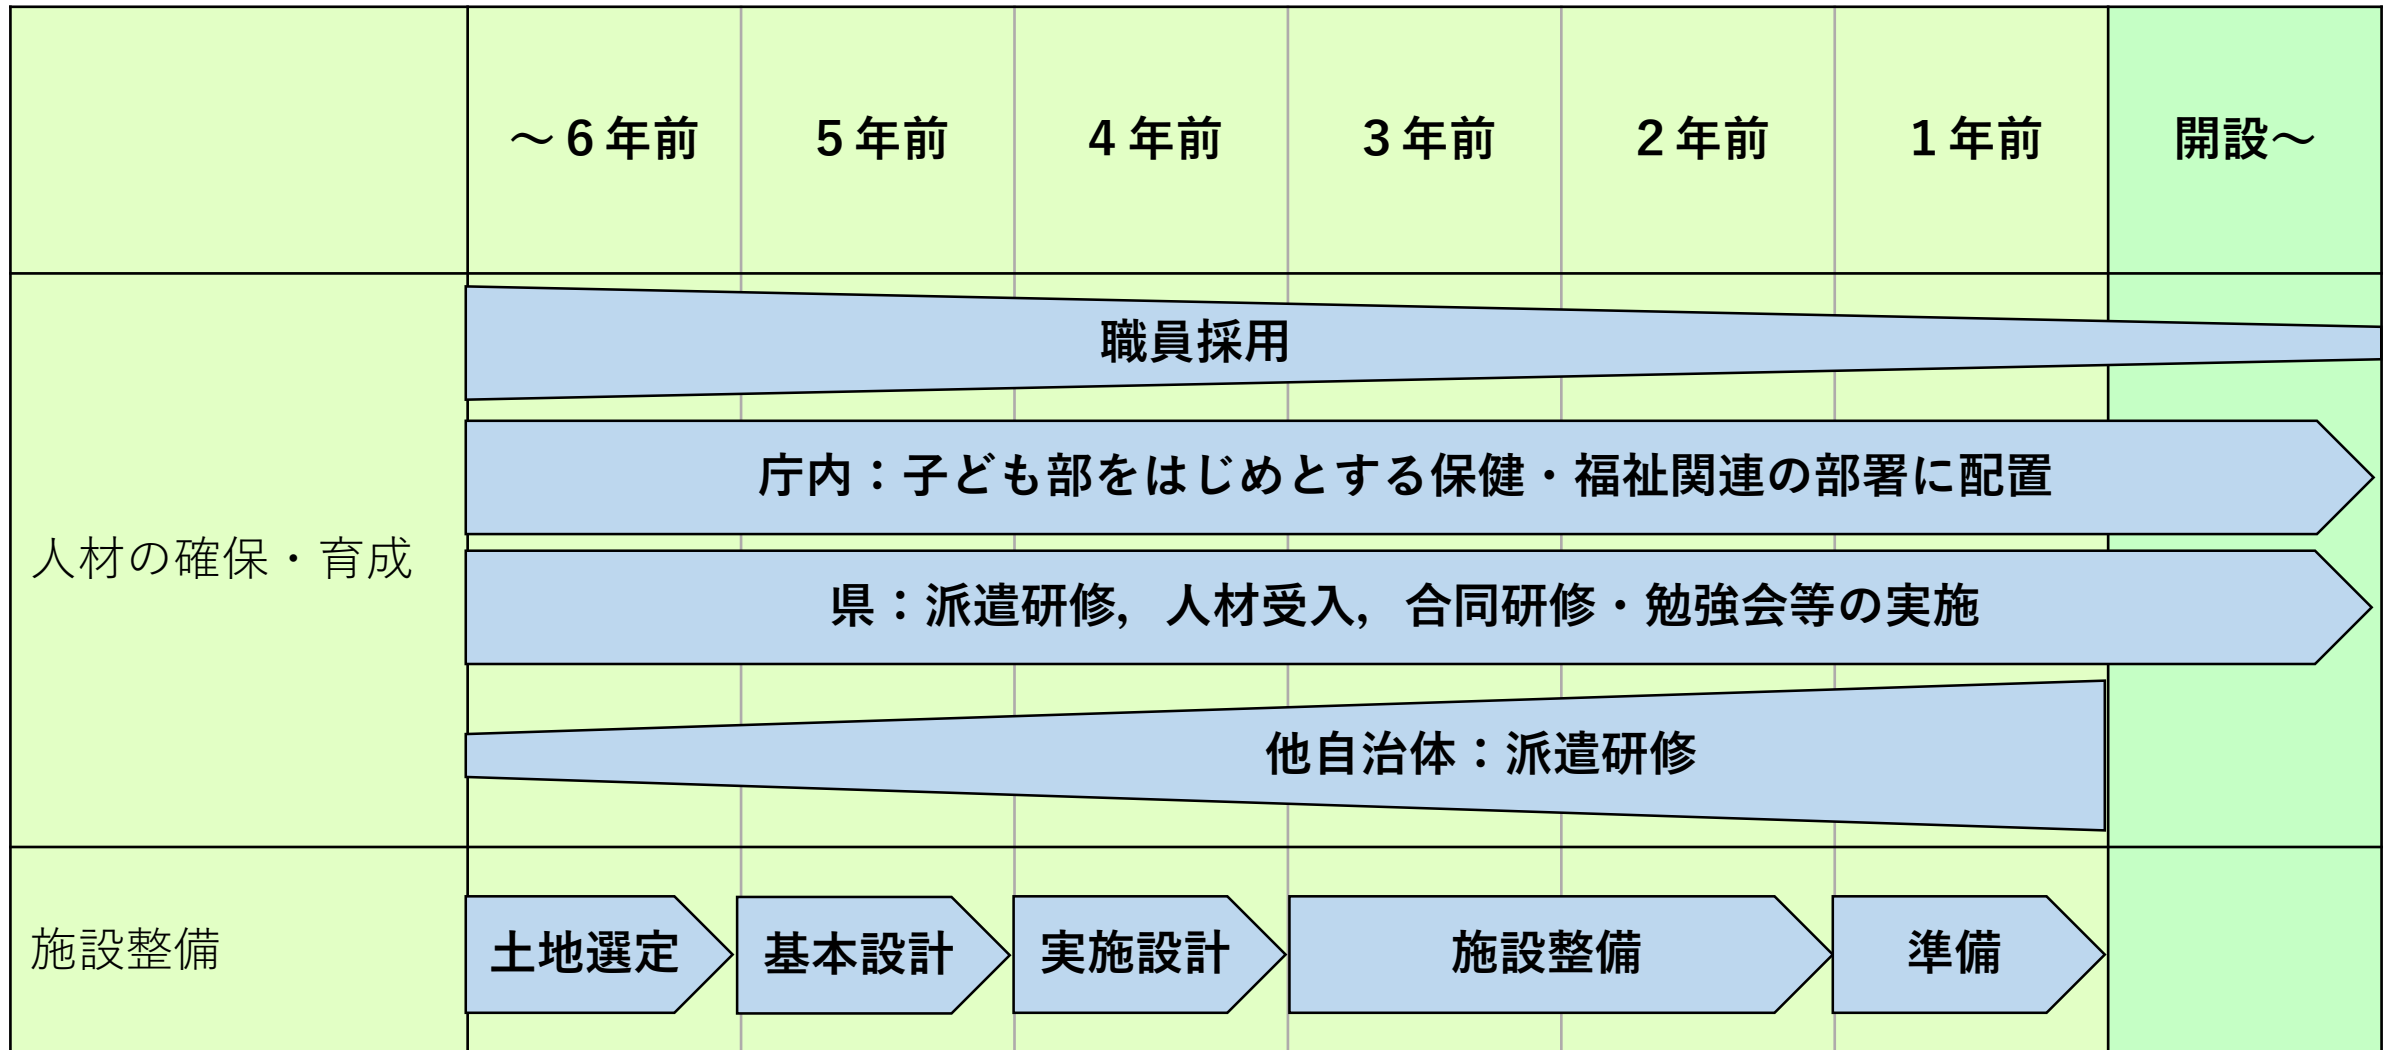 ～６年前
５年前
４年前
３年前
２年前
１年前
開設～
人材の確保・育成
職員採用
庁内：子ども部をはじめとする保健・福祉関連の部署に配置
県：派遣研修，人材受入，合同研修・勉強会等の実施
他自治体：派遣研修
施設整備
土地選定
基本設計
実施設計
施設整備
準備